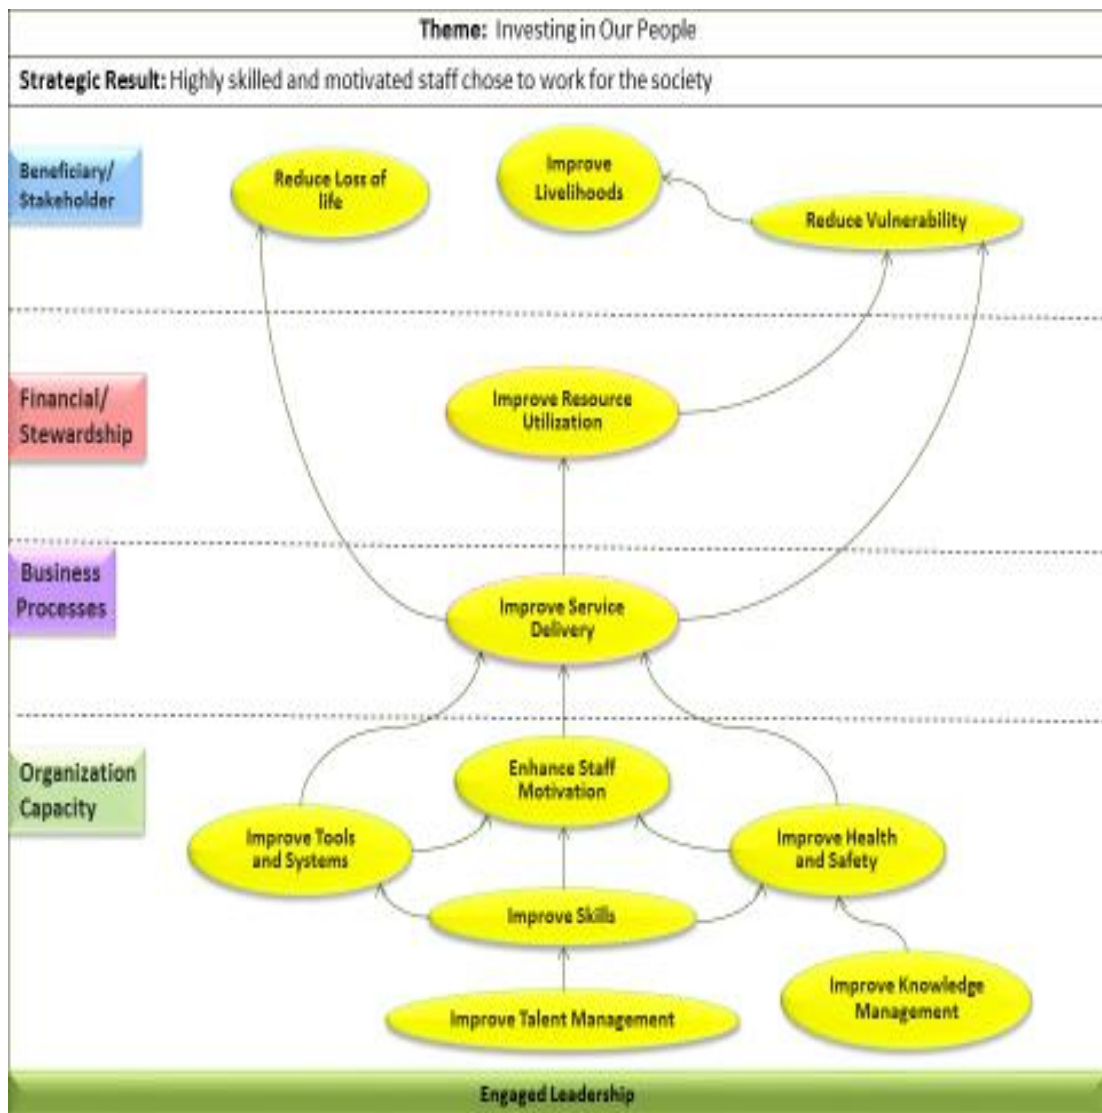 Theme: Investing in Our People
Strategic Result: Highly skilled and motivated staff chose to work for the society
Beneficiary/
Stakeholder
Reduce Loss of
life
Improve
Livelihoods
Reduce Vulnerability
Financial/
Stewardship
Improve Resource
Utilization
Business
Processes
Improve Service
Delivery
Organization
Capacity
Enhance Staff
Motivation
Improve Tools
and Systems
Improve Health
and Safety
Improve Skills
Improve Knowledge
Management
Improve Talent Management
Engaged Leadership